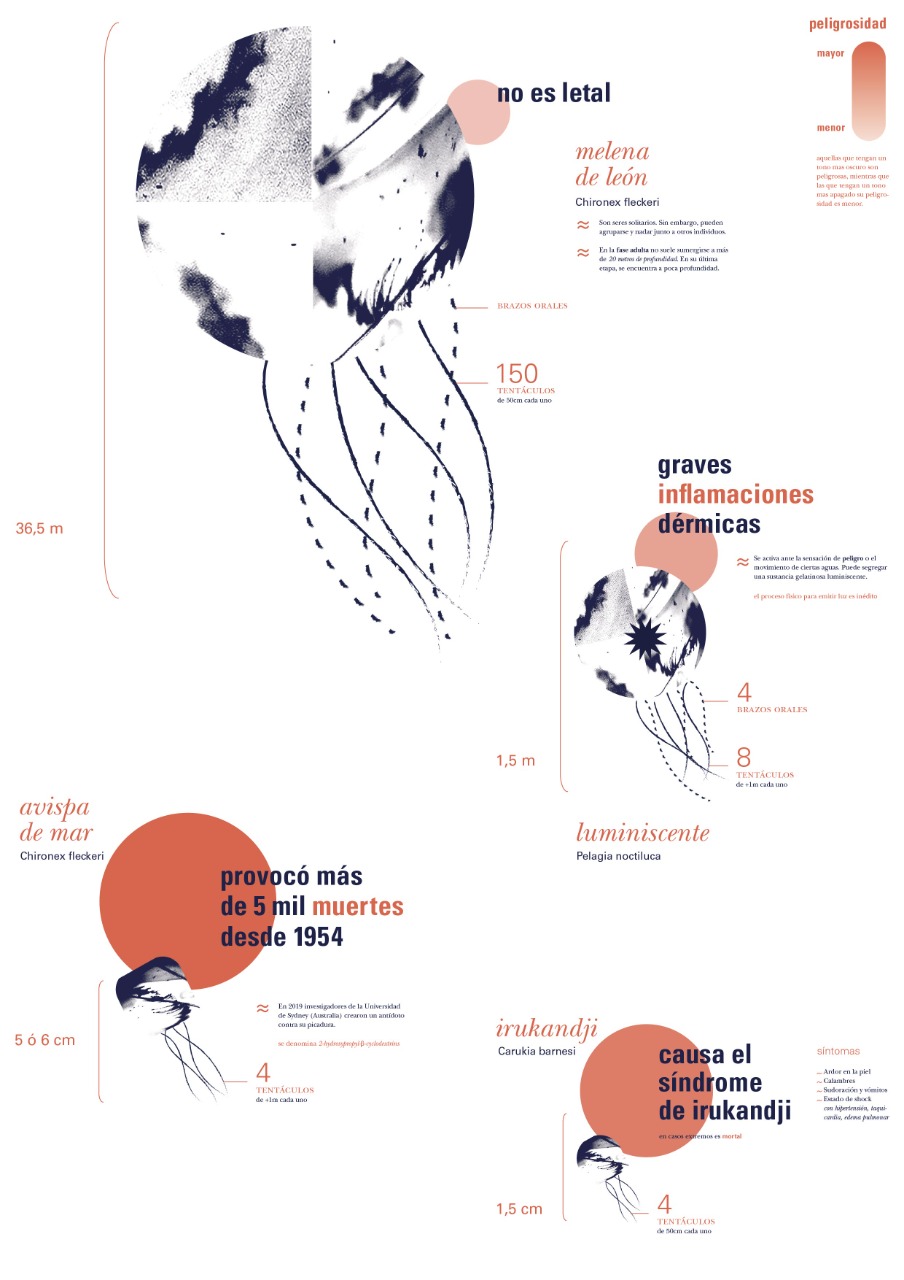 peligrosidad
mayor
menor
aquellas que tengan un
tono mas oscuro son
peligrosas, mientras que
las que tengan un tono
mas apagado su peligro-
sidad es menor.
no es letal
melena
de león
Chironex fleckeri
≈ Son seres solitarios. Sin embargo, pueden
agruparse y nadar junto a otros individuos.
≈ En la fase adulta no suele sumergirse a más
de 20 metros de profundidad. En su última
etapa, se encuentra a poca profundidad.
BRAZOS ORALES
150
TENTÁCULOS
de 50cm cada uno
36,5 m
graves
inflamaciones
dérmicas
≈ Se activa ante la sensación de peligro o el
movimiento de ciertas aguas. Puede segregar
una sustancia gelatinosa luminiscente.
el proceso físico para emitir luz es inédito
4
BRAZOS ORALES
8
TENTÁCULOS
de +1m cada uno
1,5 m
luminiscente
Pelagia noctiluca
avispa
de mar
Chironex fleckeri
provocó más
de 5 mil muertes
desde 1954
≈ En 2019 investigadores de la Universidad
de Sydney (Australia) crearon un antídoto
contra su picadura.
se denomina 2-hydroxypropyl-β-cyclodextrins
5 ó 6 cm
4
TENTÁCULOS
de +1m cada uno
irukandji
Carukia barnesi
causa el
síndrome
de irukandji
en casos extremos es mortal
síntomas
— Ardor en la piel
— Calambres
— Sudoración y vómitos
— Estado de shock
con hipertensión, taqui-
cardia, edema pulmonar
1,5 cm
4
TENTÁCULOS
de 50cm cada uno